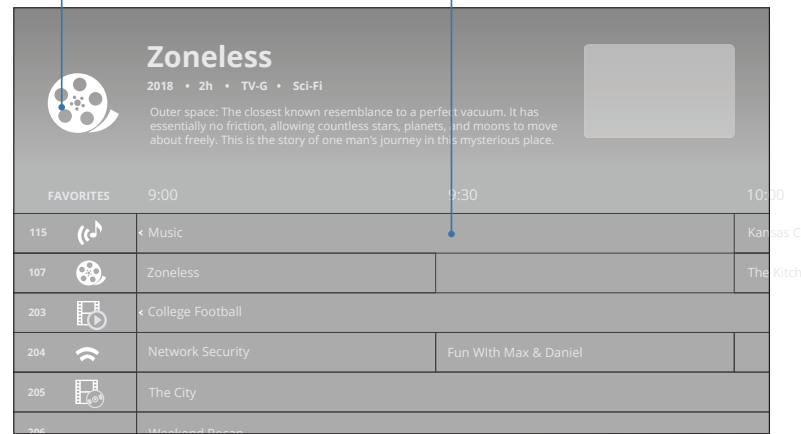 Zoneless
2018 • 2h • TV-G • Sci-Fi
Outer space: The closest known resemblance to a perfect vacuum. It has
essentially no friction, allowing countless stars, planets, and moons to move
about freely. This is the story of one man's journey in this mysterious place.
FAVORITES 9:00 9:30 10:00
115 ‹ Music Kansas C
107 Zoneless The Kitch
203 ‹ College Football
204 Network Security Fun WIth Max & Daniel
205 The City
206 Weekend Recap